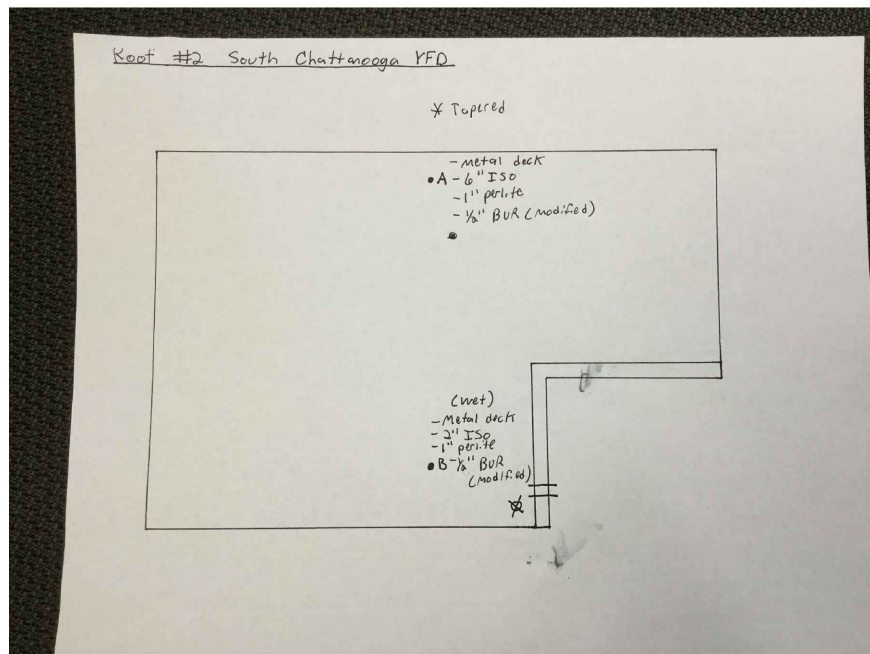 Roof #2 South Chattanooga YFD
* Tapered
- Metal deck
• A - 6" ISO
- 1" perlite
- 1/2" BUR (modified)
(wet)
- Metal deck
- 2" ISO
- 1" perlite
• B - 1/2" BUR
(modified)